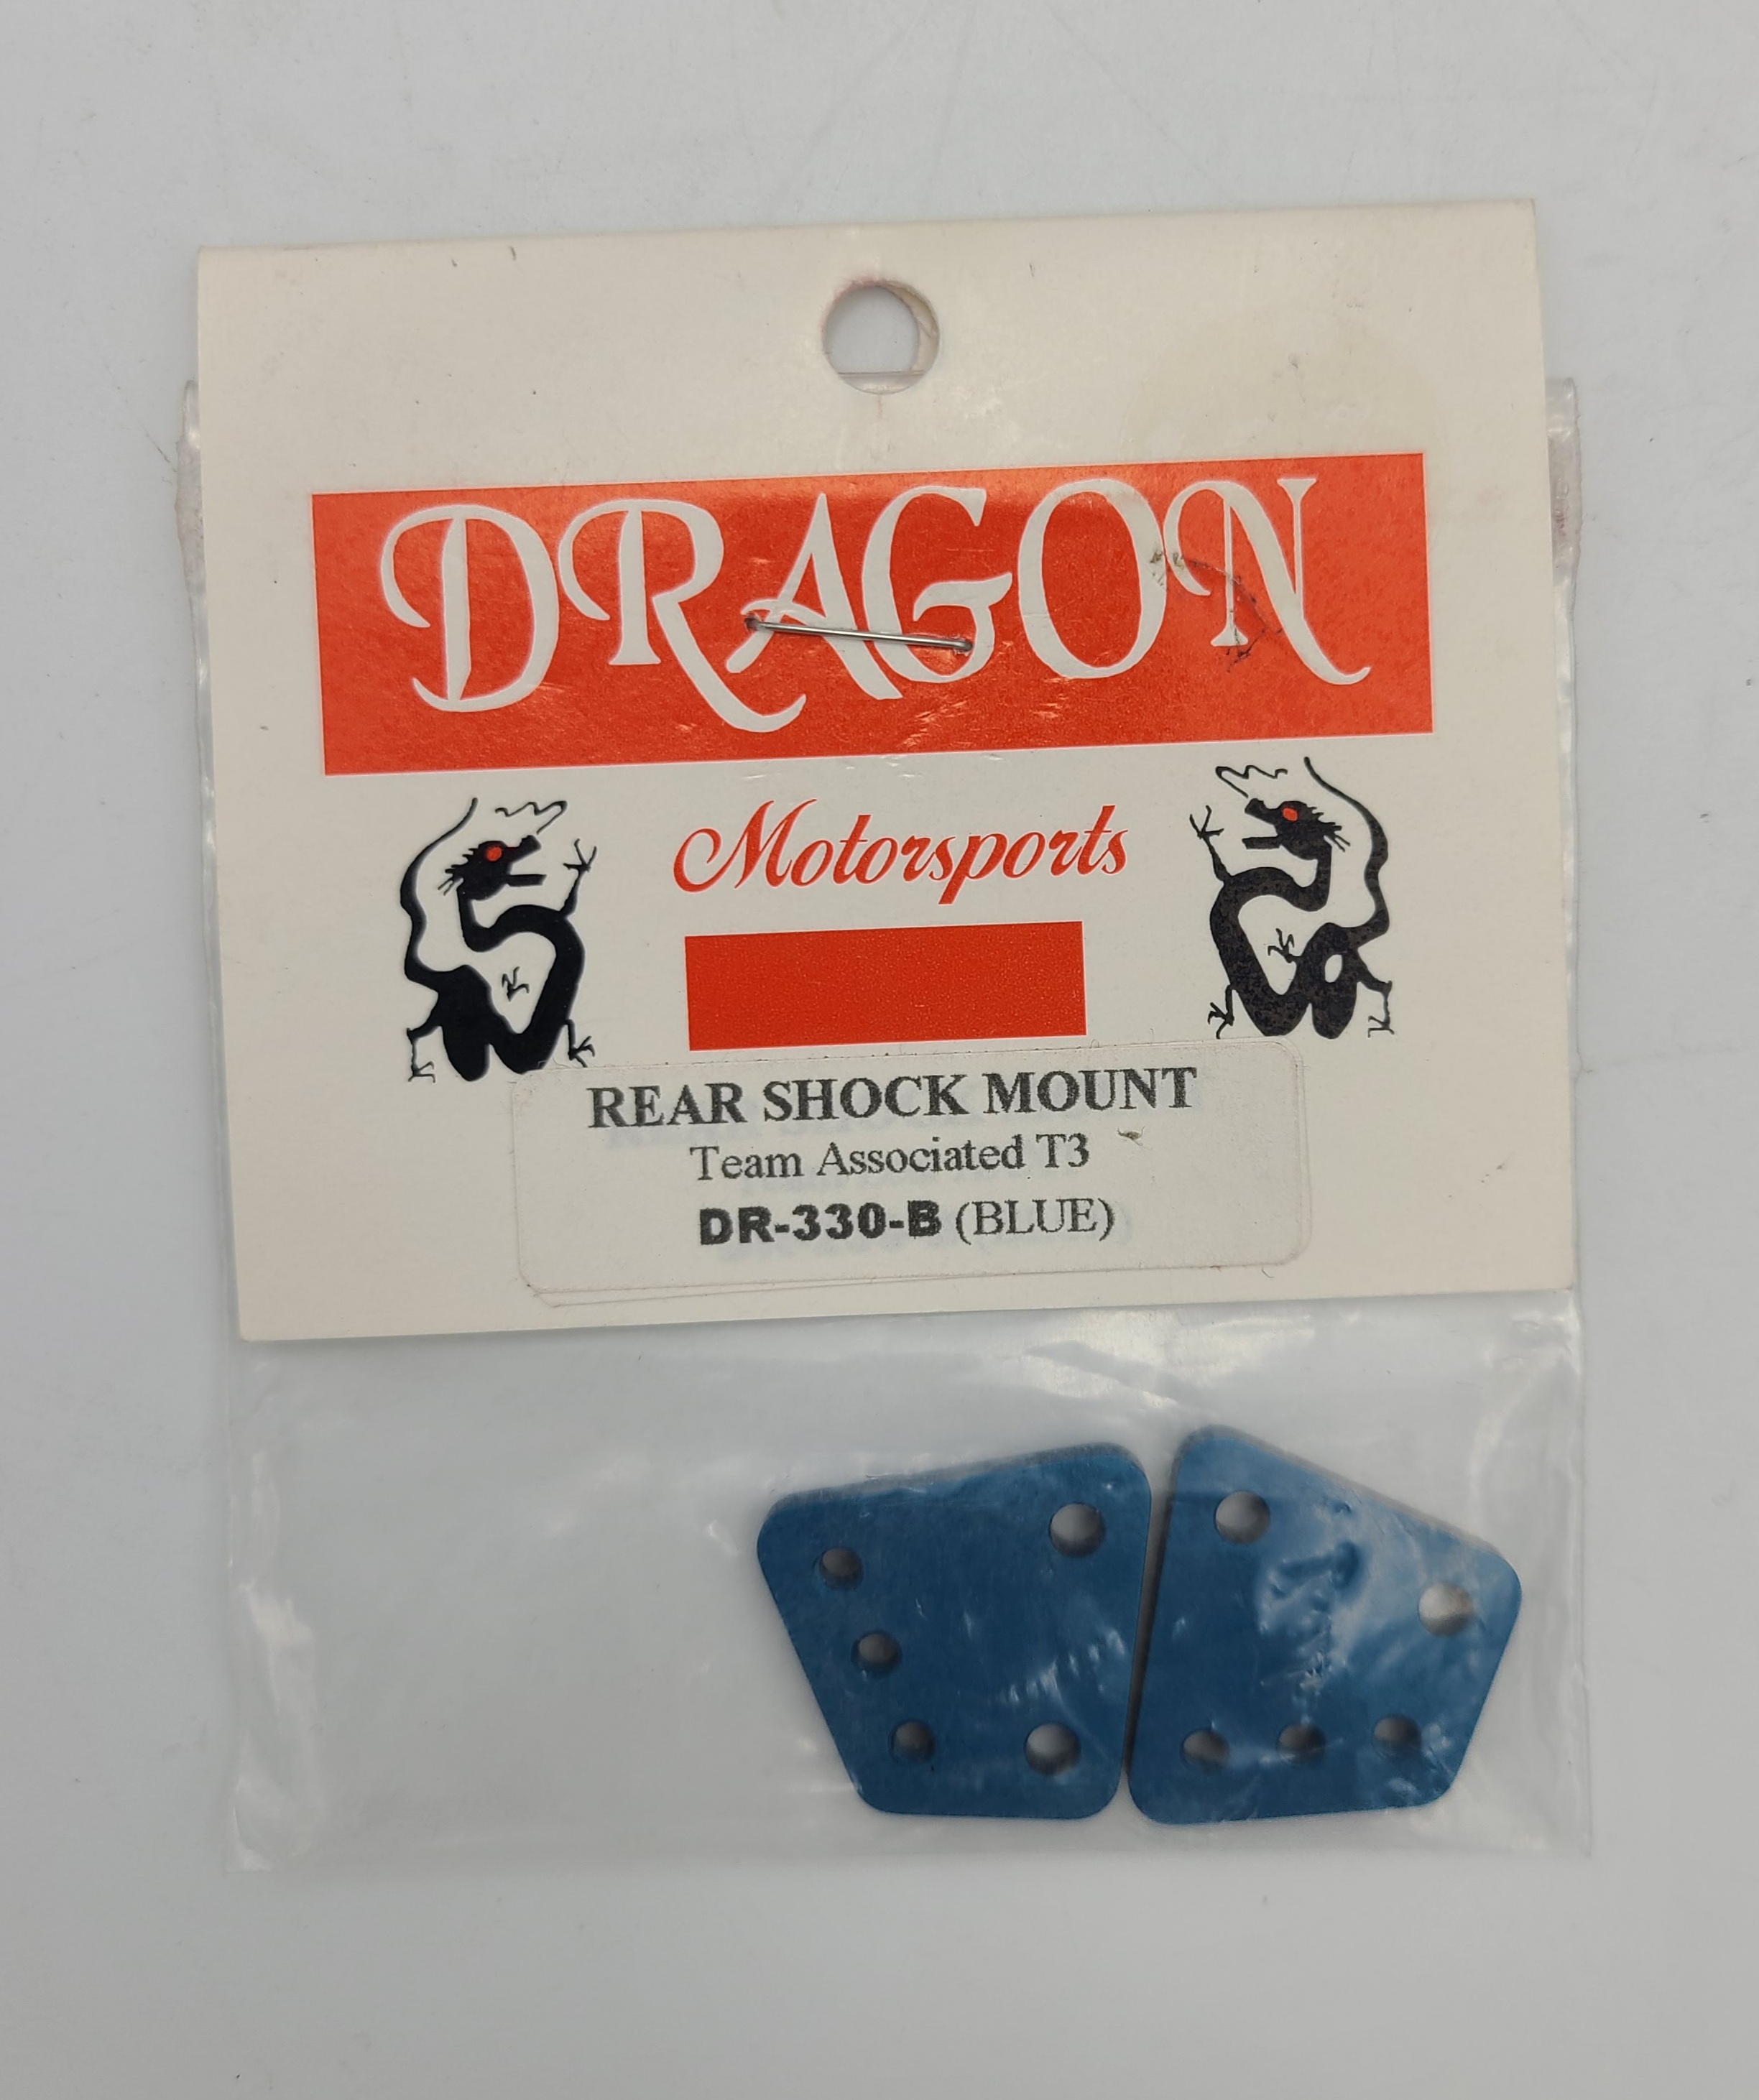 DRAGON
Motorsports
REAR SHOCK MOUNT
Team Associated T3
DR-330-B (BLUE)